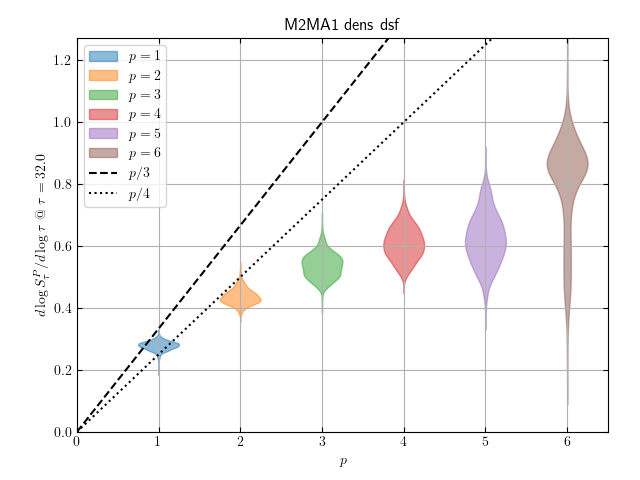 M2MA1 dens dsf
p = 1
p = 2
p = 3
p = 4
p = 5
p = 6
p/3
p/4
d log S_τ^P / d log τ @ τ = 32.0
1.2
1.0
0.8
0.6
0.4
0.2
0.0
0 1 2 3 4 5 6
p